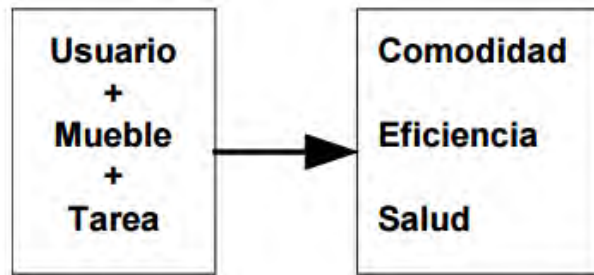 Usuario
+
Mueble
+
Tarea
Comodidad
Eficiencia
Salud